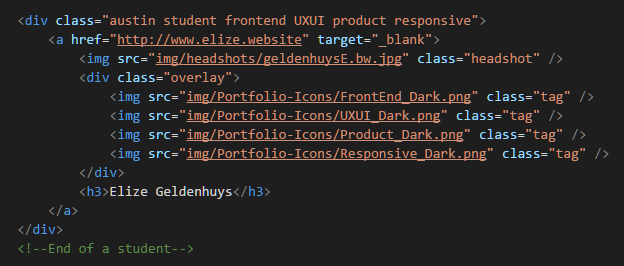 <div class="austin student frontend UXUI product responsive">
    <a href="http://www.elize.website" target="_blank">
        <img src="img/headshots/geldenhuysE.bw.jpg" class="headshot" />
        <div class="overlay">
            <img src="img/Portfolio-Icons/FrontEnd_Dark.png" class="tag" />
            <img src="img/Portfolio-Icons/UXUI_Dark.png" class="tag" />
            <img src="img/Portfolio-Icons/Product_Dark.png" class="tag" />
            <img src="img/Portfolio-Icons/Responsive_Dark.png" class="tag" />
        </div>
        <h3>Elize Geldenhuys</h3>
    </a>
</div>
<!--End of a student-->